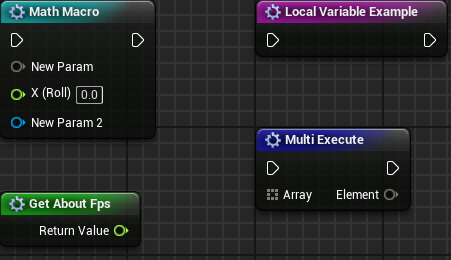 Math Macro
New Param
X (Roll) 0.0
New Param 2
Local Variable Example
Multi Execute
Array Element
Get About Fps
Return Value